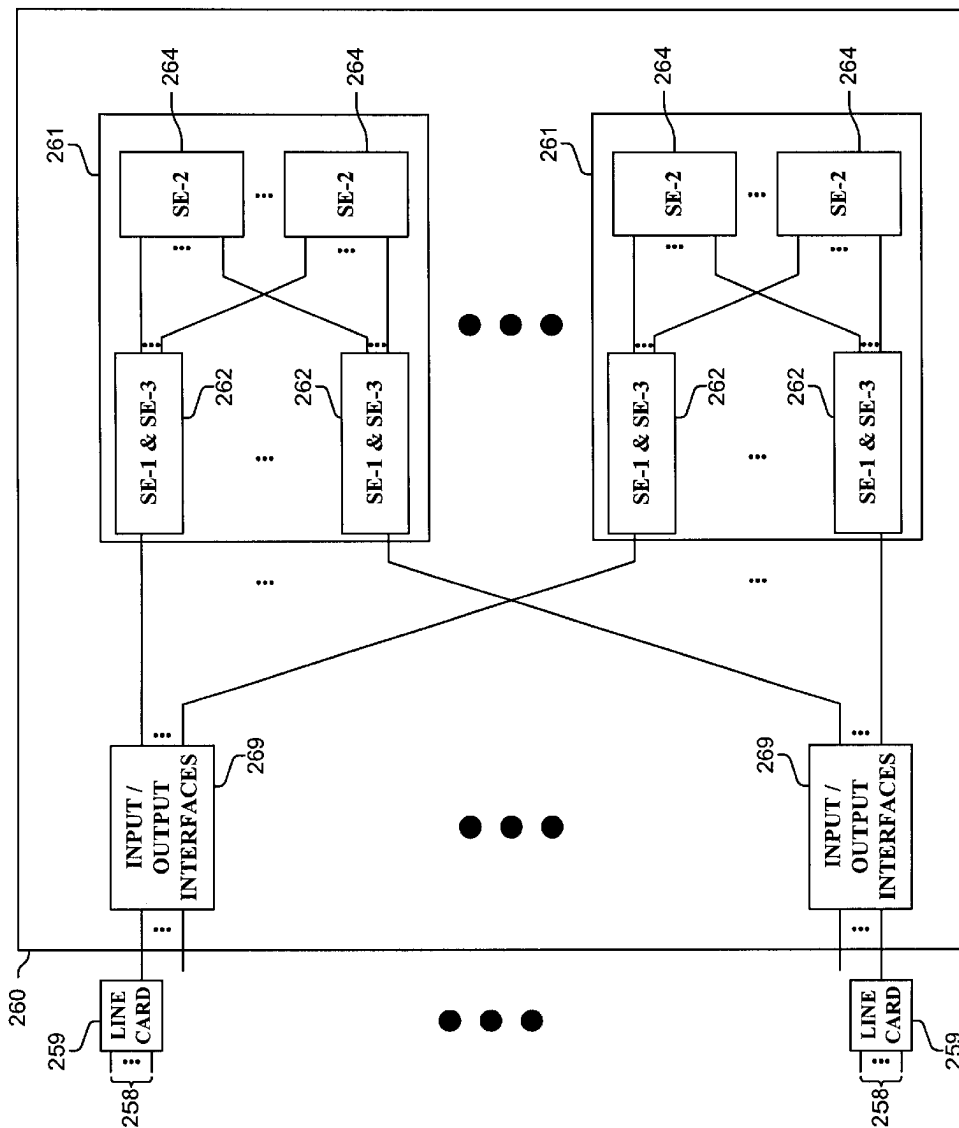 260
258
...
259
LINE
CARD
...
INPUT /
OUTPUT
INTERFACES
269
...
...
261
SE-1 & SE-3
262
...
...
SE-2
264
...
SE-1 & SE-3
262
...
...
SE-2
264
...
261
SE-1 & SE-3
262
...
...
SE-2
264
...
SE-1 & SE-3
262
...
...
SE-2
264
258
...
259
LINE
CARD
...
INPUT /
OUTPUT
INTERFACES
269
...